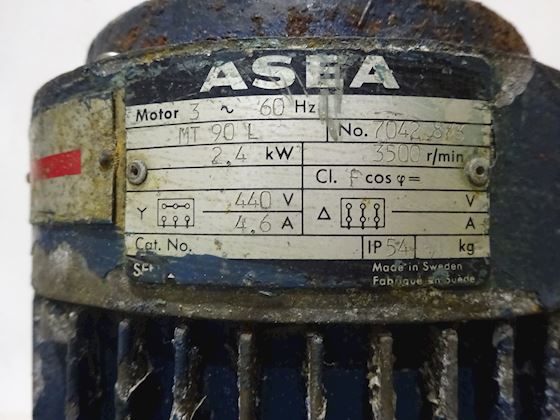 ASEA
Motor 3 ~ 60 Hz
MT 90 L No. 7042
2,4 kW 3500 r/min
Cl. F cos φ =
Y 440 V Δ V
4,6 A A
Cat. No. IP 54 kg
Made in Sweden
Fabriqué en Suède